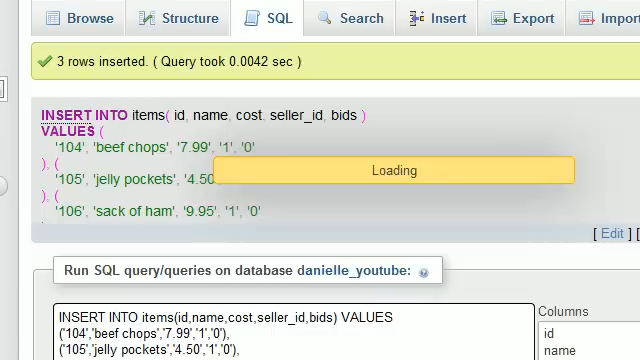 Browse Structure SQL Search Insert Export Import
3 rows inserted. ( Query took 0.0042 sec )
INSERT INTO items( id, name, cost. seller_id, bids )
VALUES (
'104', 'beef chops', '7.99', '1', '0'
), (
'105', 'jelly pockets', '4.50
Loading
), (
'106', 'sack of ham', '9.95', '1', '0'
[ Edit ] [
Run SQL query/queries on database danielle_youtube:
INSERT INTO items(id,name,cost,seller_id,bids) VALUES
('104','beef chops','7.99','1','0'),
('105','jelly pockets','4.50','1','0'),
Columns
id
name